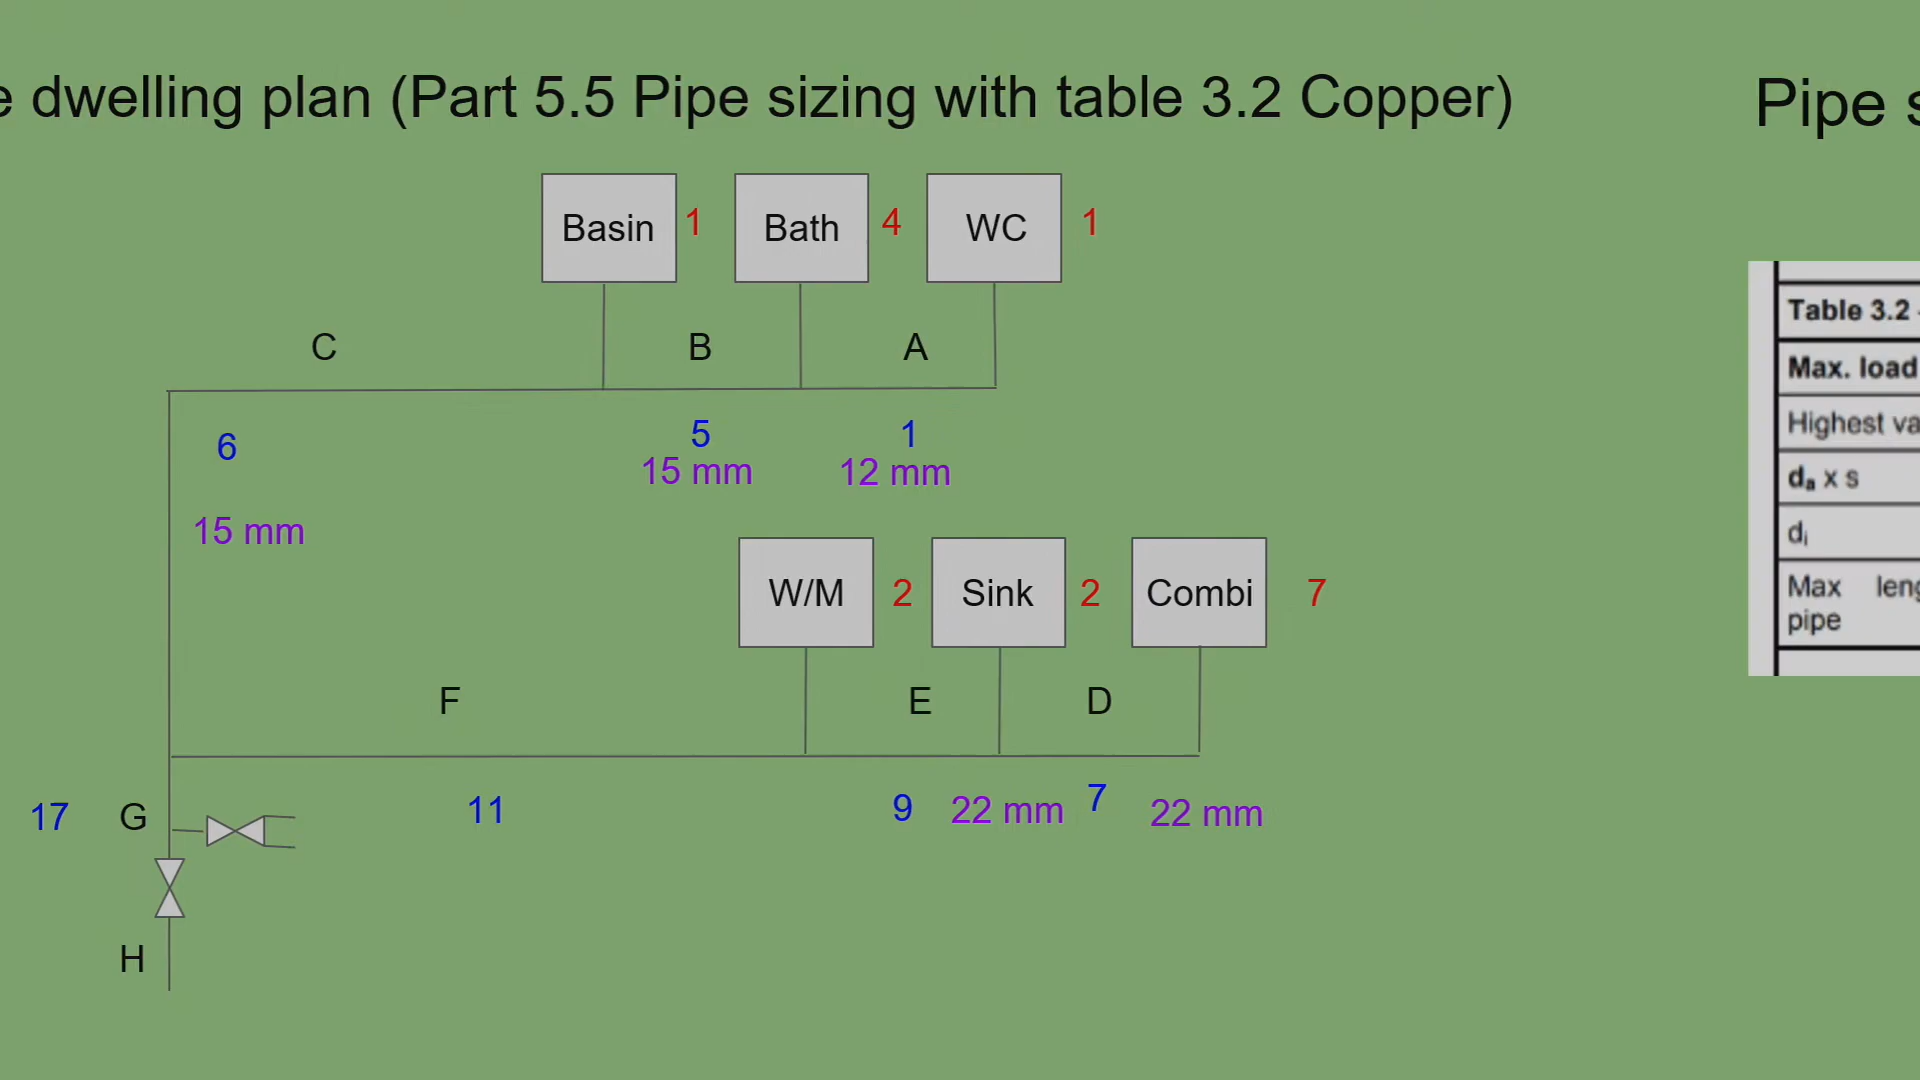 dwelling plan (Part 5.5 Pipe sizing with table 3.2 Copper)
Pipe
Basin 1 Bath 4 WC 1
C B A
6 5 1
15 mm 12 mm
15 mm
W/M 2 Sink 2 Combi 7
F E D
17 G 11 9 22 mm 7 22 mm
H
Table 3.2
Max. load
Highest
da x s
di
Max
pipe